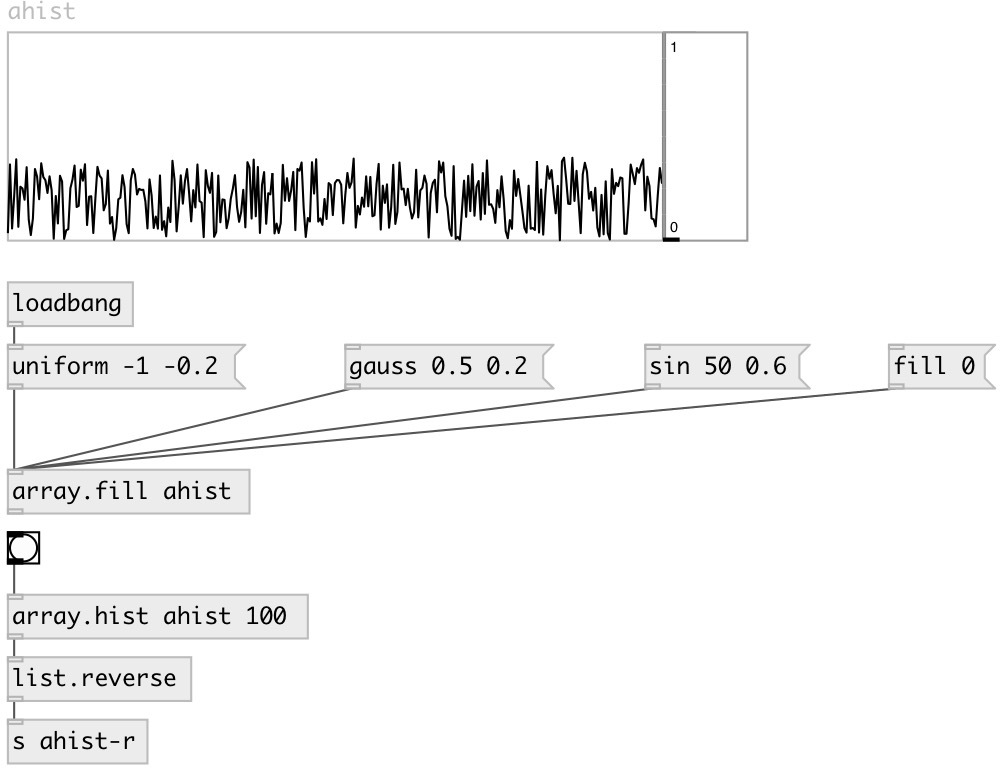 ahist
1
0
loadbang
uniform -1 -0.2
gauss 0.5 0.2
sin 50 0.6
fill 0
array.fill ahist
array.hist ahist 100
list.reverse
s ahist-r